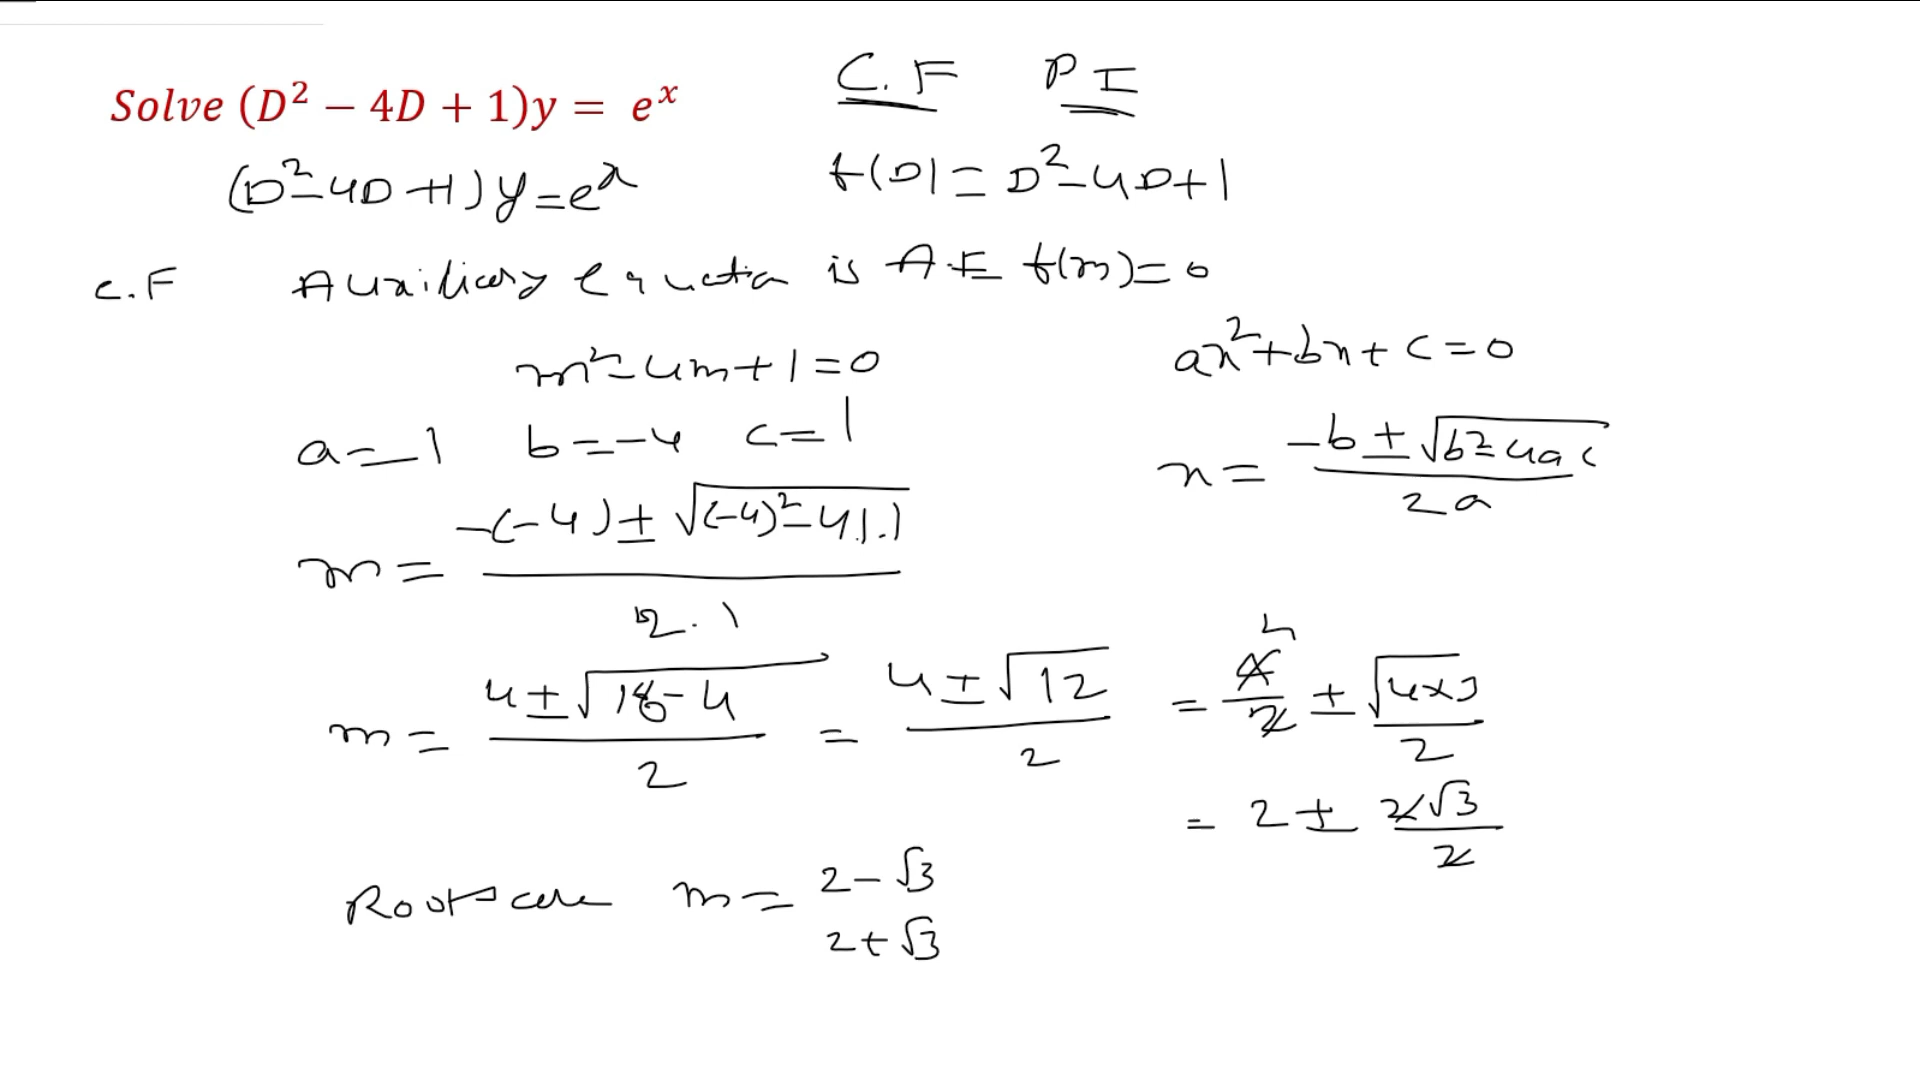 Solve (D² − 4D + 1)y = eˣ
C.F PI
(D²-4D+1)y=eˣ
f(D)=D²-4D+1
C.F Auxiliary equation is A.E f(m)=0
m²-4m+1=0
ax²+bx+c=0
a=1 b=-4 c=1
x= (-b±√(b²-4ac))/2a
m= (-(-4)±√((-4)²-4.1.1))/2.1
m= (4±√(16-4))/2 = (4±√12)/2 = 4/2 ± √(4×3)/2
= 2± 2√3/2
Roots are m= 2-√3
2+√3